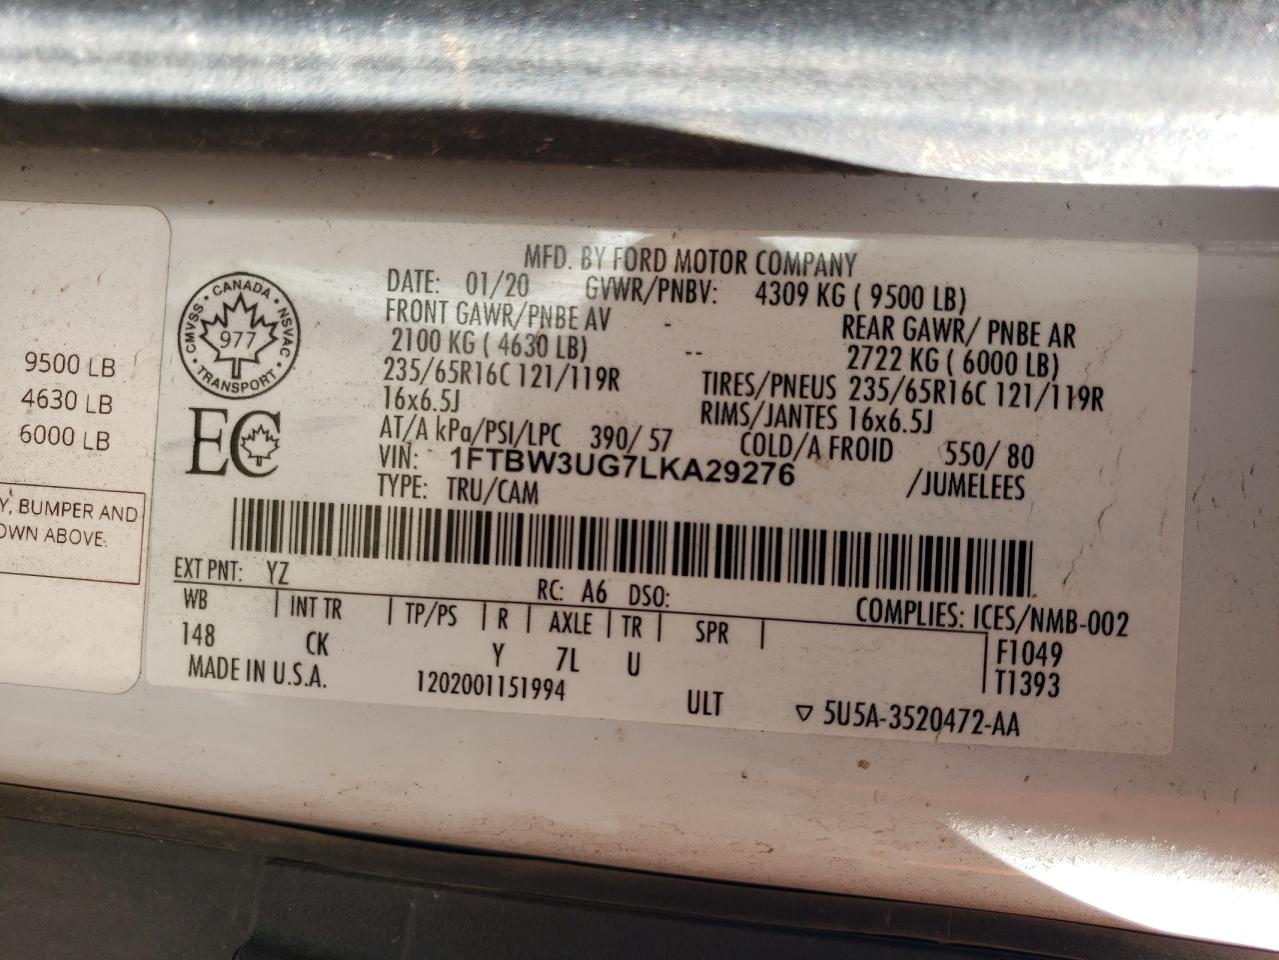 9500 LB
4630 LB
6000 LB
Y, BUMPER AND
OWN ABOVE.
CANADA
CMVSS · NSVAC
977
TRANSPORT
EC
MFD. BY FORD MOTOR COMPANY
DATE: 01/20 GVWR/PNBV: 4309 KG ( 9500 LB)
FRONT GAWR/PNBE AV - REAR GAWR/ PNBE AR
2100 KG ( 4630 LB) -- 2722 KG ( 6000 LB)
235/65R16C 121/119R TIRES/PNEUS 235/65R16C 121/119R
16x6.5J RIMS/JANTES 16x6.5J
AT/A kPa/PSI/LPC 390/ 57 COLD/A FROID 550/ 80
VIN: 1FTBW3UG7LKA29276 /JUMELEES
TYPE: TRU/CAM
EXT PNT: YZ RC: A6 DSO: COMPLIES: ICES/NMB-002
WB | INT TR | TP/PS | R | AXLE | TR | SPR | F1049
148 CK Y 7L U T1393
MADE IN U.S.A. 1202001151994 ULT ▽ 5U5A-3520472-AA